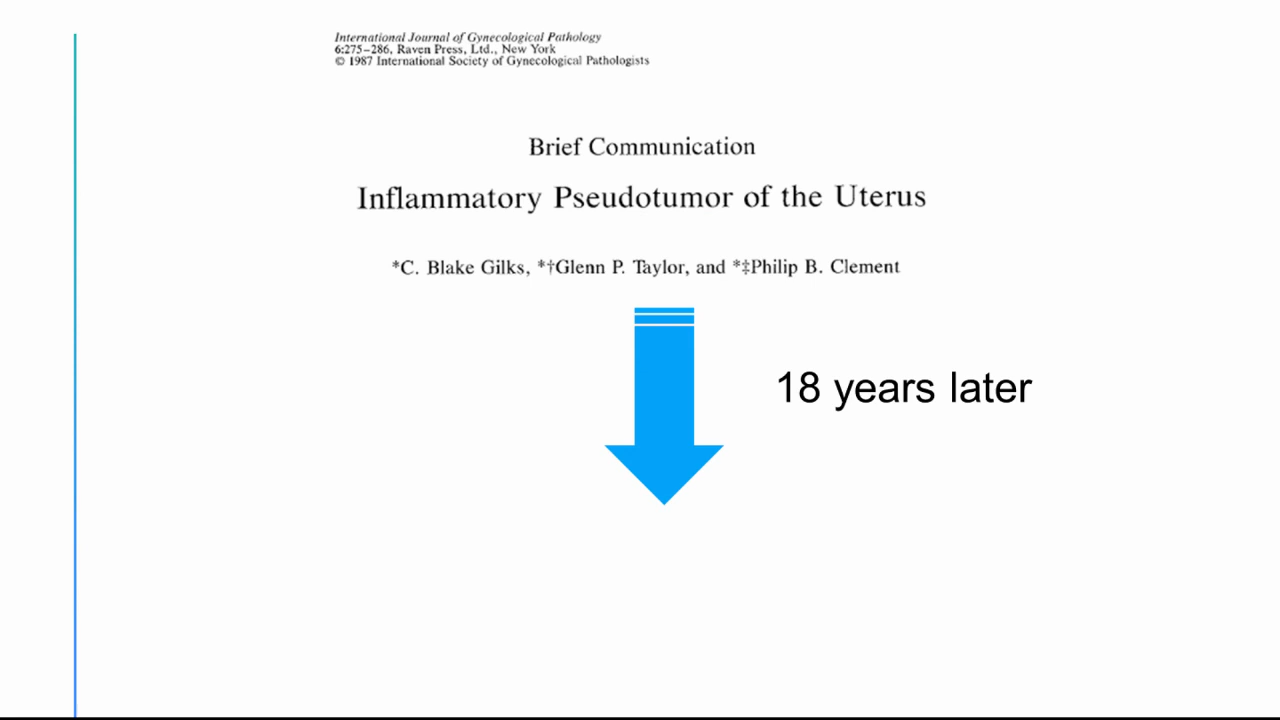 International Journal of Gynecological Pathology
6:275–286, Raven Press, Ltd., New York
© 1987 International Society of Gynecological Pathologists
Brief Communication
Inflammatory Pseudotumor of the Uterus
*C. Blake Gilks, *†Glenn P. Taylor, and *‡Philip B. Clement
18 years later